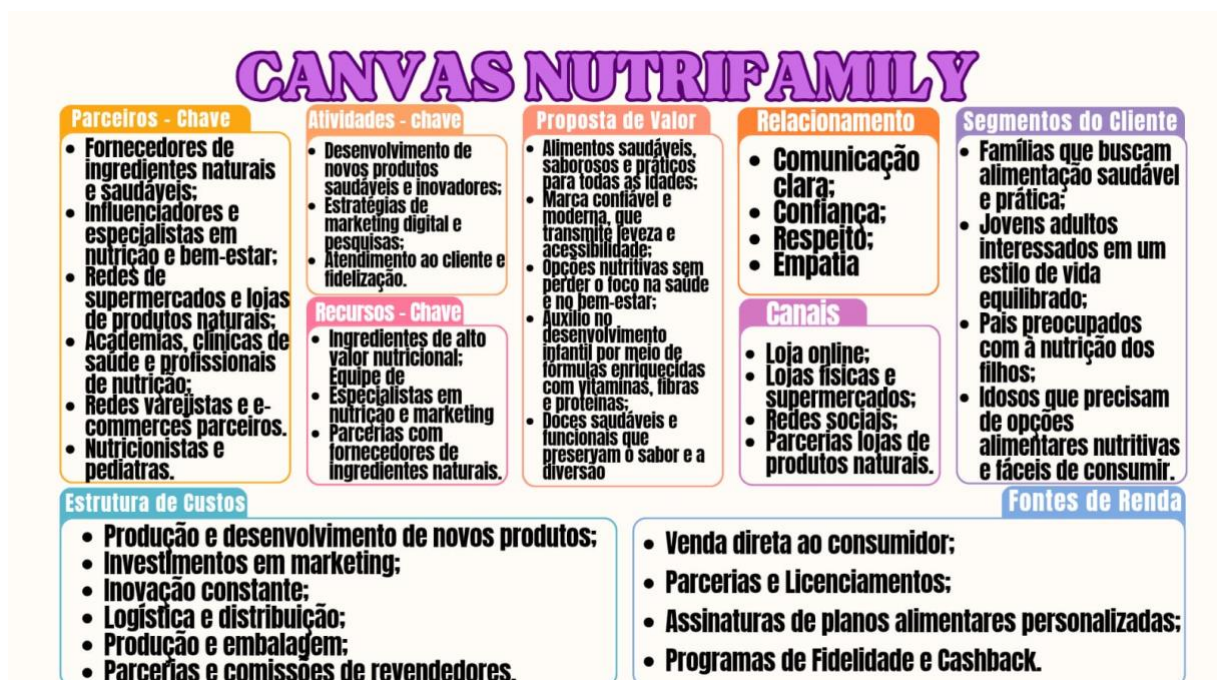 CANVAS NUTRIFAMILY
Parceiros - Chave
• Fornecedores de
ingredientes naturais
e saudáveis;
• Influenciadores e
especialistas em
nutrição e bem-estar;
• Redes de
supermercados e lojas
de produtos naturais;
• Academias, clínicas de
saúde e profissionais
de nutrição;
• Redes varejistas e e-
commerces parceiros.
• Nutricionistas e
pediatras.
Atividades - chave
• Desenvolvimento de
novos produtos
saudáveis e inovadores;
• Estratégias de
marketing digital e
pesquisas;
• Atendimento ao cliente e
fidelização.
Recursos - Chave
• Ingredientes de alto
valor nutricional;
Equipe de
• Especialistas em
nutrição e marketing
• Parcerias com
fornecedores de
ingredientes naturais.
Proposta de Valor
• Alimentos saudáveis,
saborosos e práticos
para todas as idades;
• Marca confiável e
moderna, que
transmite leveza e
acessibilidade;
• Opções nutritivas sem
perder o foco na saúde
e no bem-estar;
• Auxílio no
desenvolvimento
infantil por meio de
fórmulas enriquecidas
com vitaminas, fibras
e proteínas;
• Doces saudáveis e
funcionais que
preservam o sabor e a
diversão
Relacionamento
• Comunicação
clara;
• Confiança;
• Respeito;
• Empatia
Canais
• Loja online;
• Lojas físicas e
supermercados;
• Redes sociais;
• Parcerias lojas de
produtos naturais.
Segmentos do Cliente
• Famílias que buscam
alimentação saudável
e prática;
• Jovens adultos
interessados em um
estilo de vida
equilibrado;
• Pais preocupados
com a nutrição dos
filhos;
• Idosos que precisam
de opções
alimentares nutritivas
e fáceis de consumir.
Estrutura de Custos
• Produção e desenvolvimento de novos produtos;
• Investimentos em marketing;
• Inovação constante;
• Logística e distribuição;
• Produção e embalagem;
• Parcerias e comissões de revendedores.
Fontes de Renda
• Venda direta ao consumidor;
• Parcerias e Licenciamentos;
• Assinaturas de planos alimentares personalizadas;
• Programas de Fidelidade e Cashback.